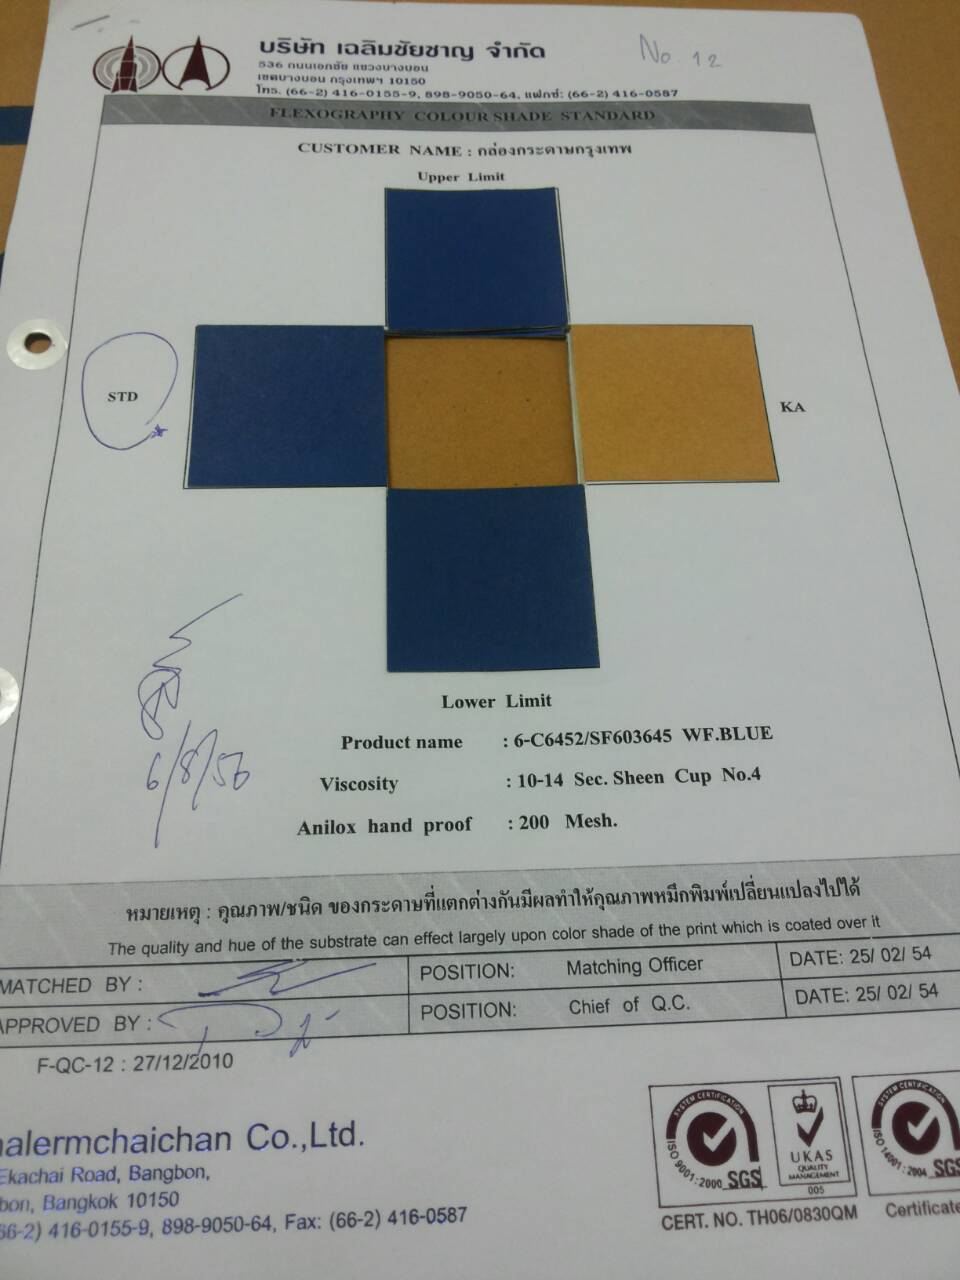 บริษัท เฉลิมชัยชาญ จำกัด
No. 12
536 ถนนเอกชัย แขวงบางบอน
เขตบางบอน กรุงเทพฯ 10150
โทร. (66-2) 416-0155-9, 898-9050-64, แฟกซ์: (66-2) 416-0587
FLEXOGRAPHY COLOUR SHADE STANDARD
CUSTOMER NAME : กล่องกระดาษกรุงเทพ
Upper Limit
STD
KA
Lower Limit
Product name : 6-C6452/SF603645 WF.BLUE
Viscosity : 10-14 Sec. Sheen Cup No.4
Anilox hand proof : 200 Mesh.
6/8/56
หมายเหตุ : คุณภาพ/ชนิด ของกระดาษที่แตกต่างกันมีผลทำให้คุณภาพหมึกพิมพ์เปลี่ยนแปลงไปได้
The quality and hue of the substrate can effect largely upon color shade of the print which is coated over it
MATCHED BY : POSITION: Matching Officer DATE: 25/ 02/ 54
APPROVED BY : POSITION: Chief of Q.C. DATE: 25/ 02/ 54
F-QC-12 : 27/12/2010
halermchaichan Co.,Ltd.
Ekachai Road, Bangbon,
bon, Bangkok 10150
66-2) 416-0155-9, 898-9050-64, Fax: (66-2) 416-0587
SYSTEM CERTIFICATION
ISO 9001:2000 SGS
UKAS
QUALITY
MANAGEMENT
005
SYSTEM CERTIFICATION
ISO 14001:2004 SGS
CERT. NO. TH06/0830QM
Certificate